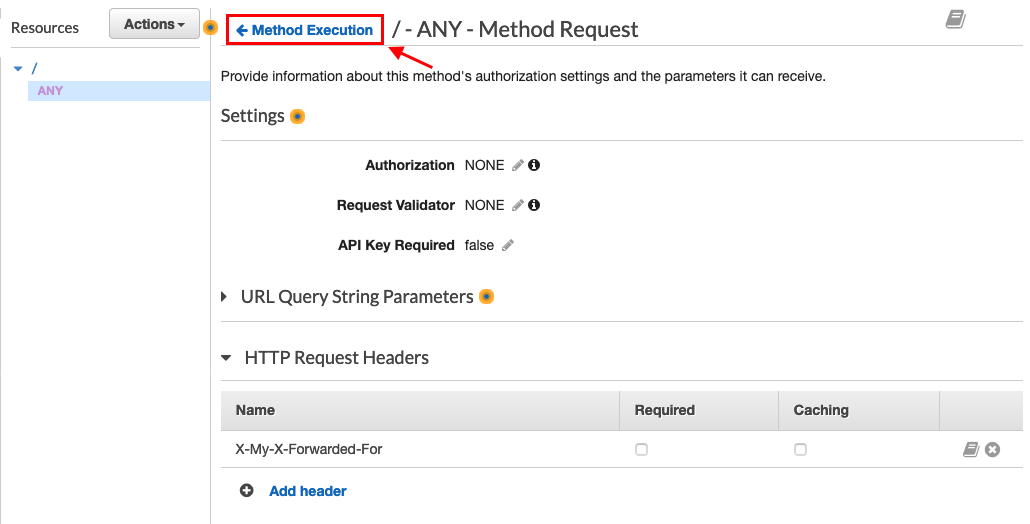 Resources
Actions
Method Execution / - ANY - Method Request
/
ANY
Provide information about this method's authorization settings and the parameters it can receive.
Settings
Authorization NONE
Request Validator NONE
API Key Required false
URL Query String Parameters
HTTP Request Headers
Name Required Caching
X-My-X-Forwarded-For
Add header